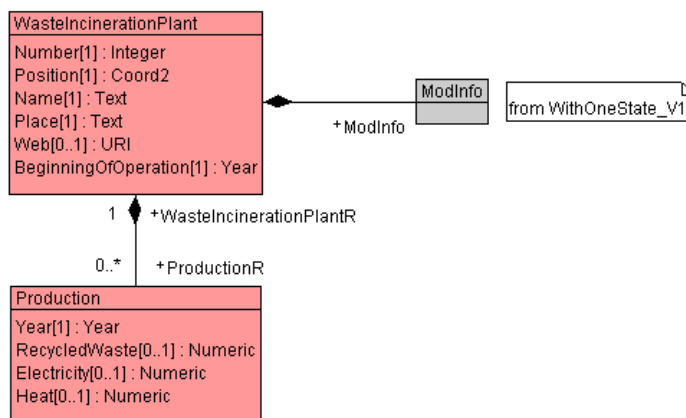 WasteIncinerationPlant
Number[1] : Integer
Position[1] : Coord2
Name[1] : Text
Place[1] : Text
Web[0..1] : URI
BeginningOfOperation[1] : Year
ModInfo
from WithOneState_V1
+ModInfo
1
+WasteIncinerationPlantR
0..*
+ProductionR
Production
Year[1] : Year
RecycledWaste[0..1] : Numeric
Electricity[0..1] : Numeric
Heat[0..1] : Numeric